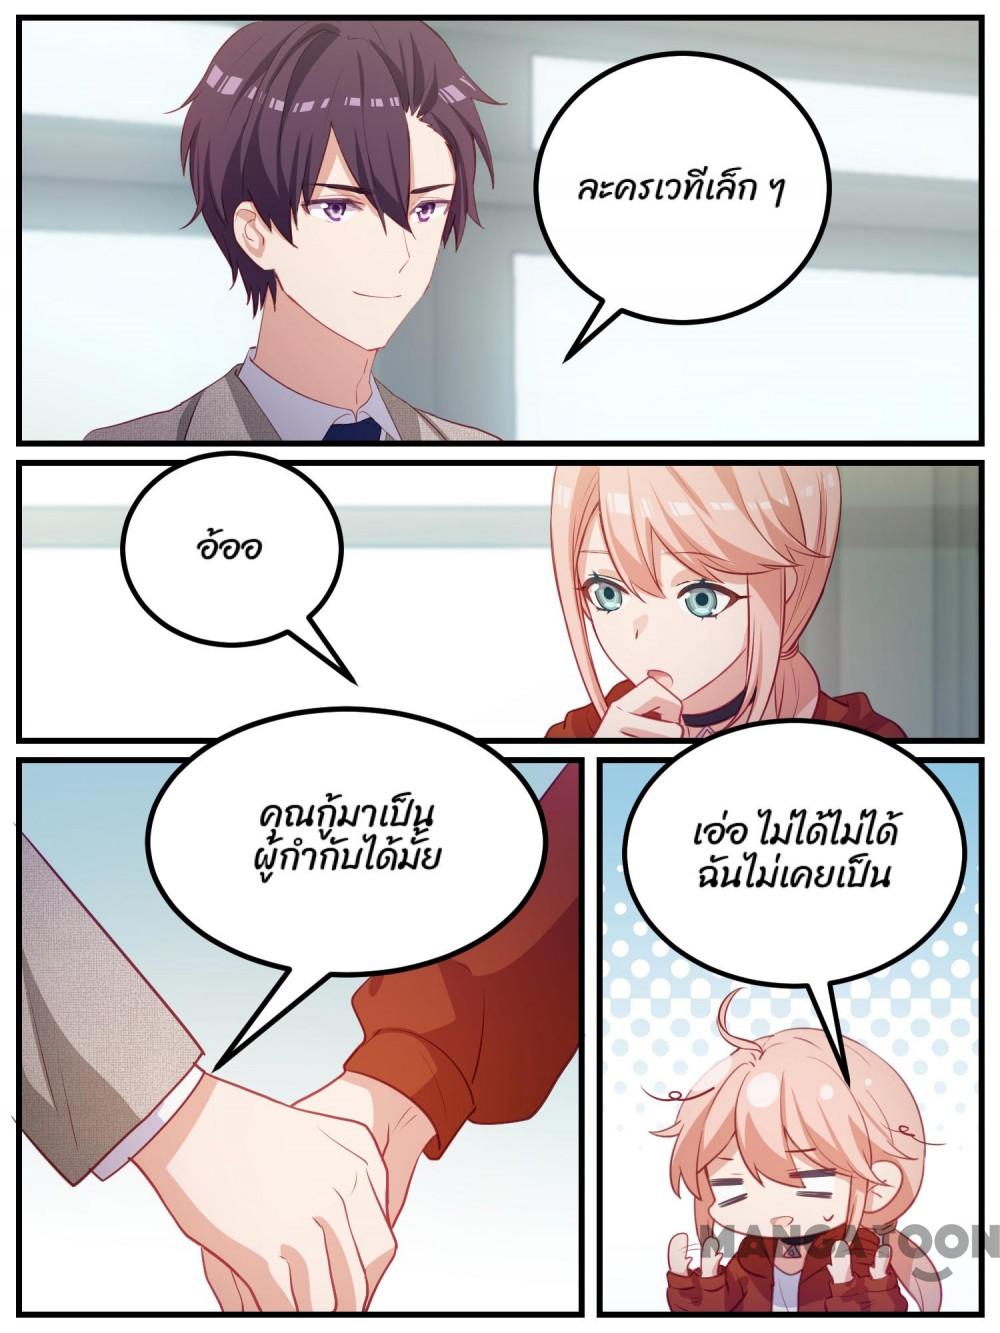 ละครเวทีเล็ก ๆ
อ้ออ
คุณกู้มาเป็น
ผู้กำกับได้มั้ย
เอ่อ ไม่ได้ไม่ได้
ฉันไม่เคยเป็น
MANGATOON